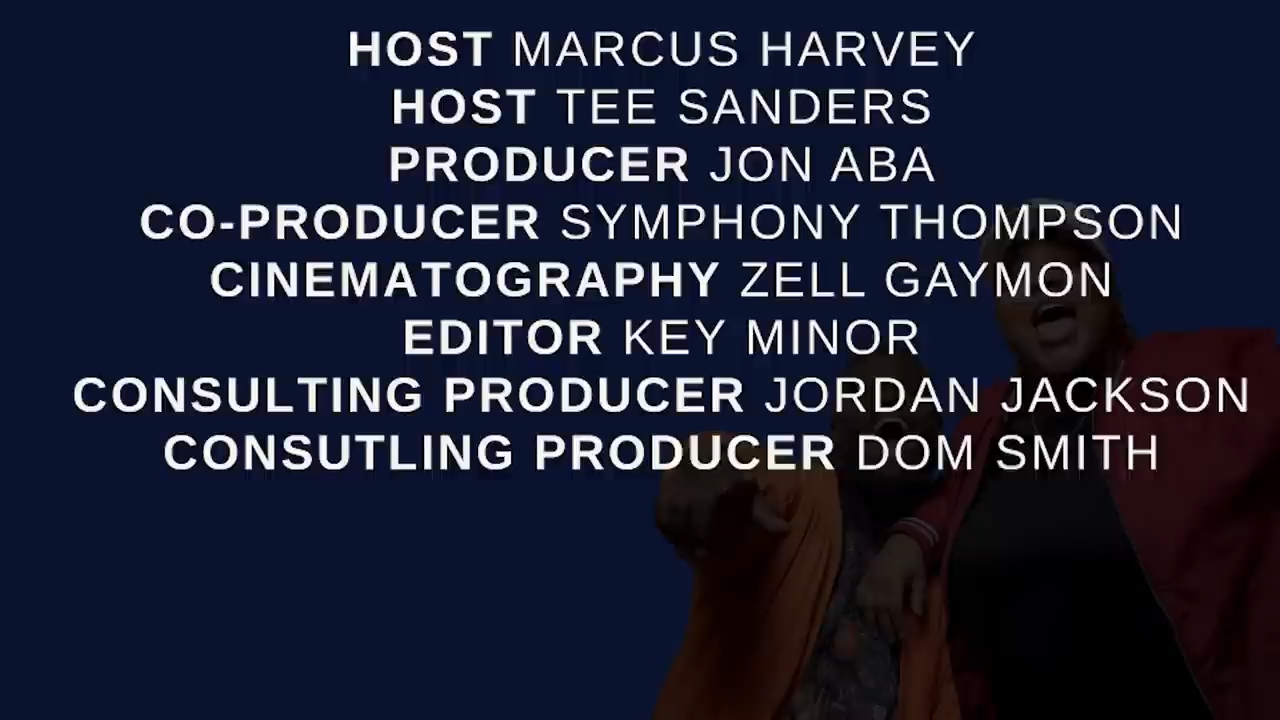 HOST MARCUS HARVEY
HOST TEE SANDERS
PRODUCER JON ABA
CO-PRODUCER SYMPHONY THOMPSON
CINEMATOGRAPHY ZELL GAYMON
EDITOR KEY MINOR
CONSULTING PRODUCER JORDAN JACKSON
CONSUTLING PRODUCER DOM SMITH